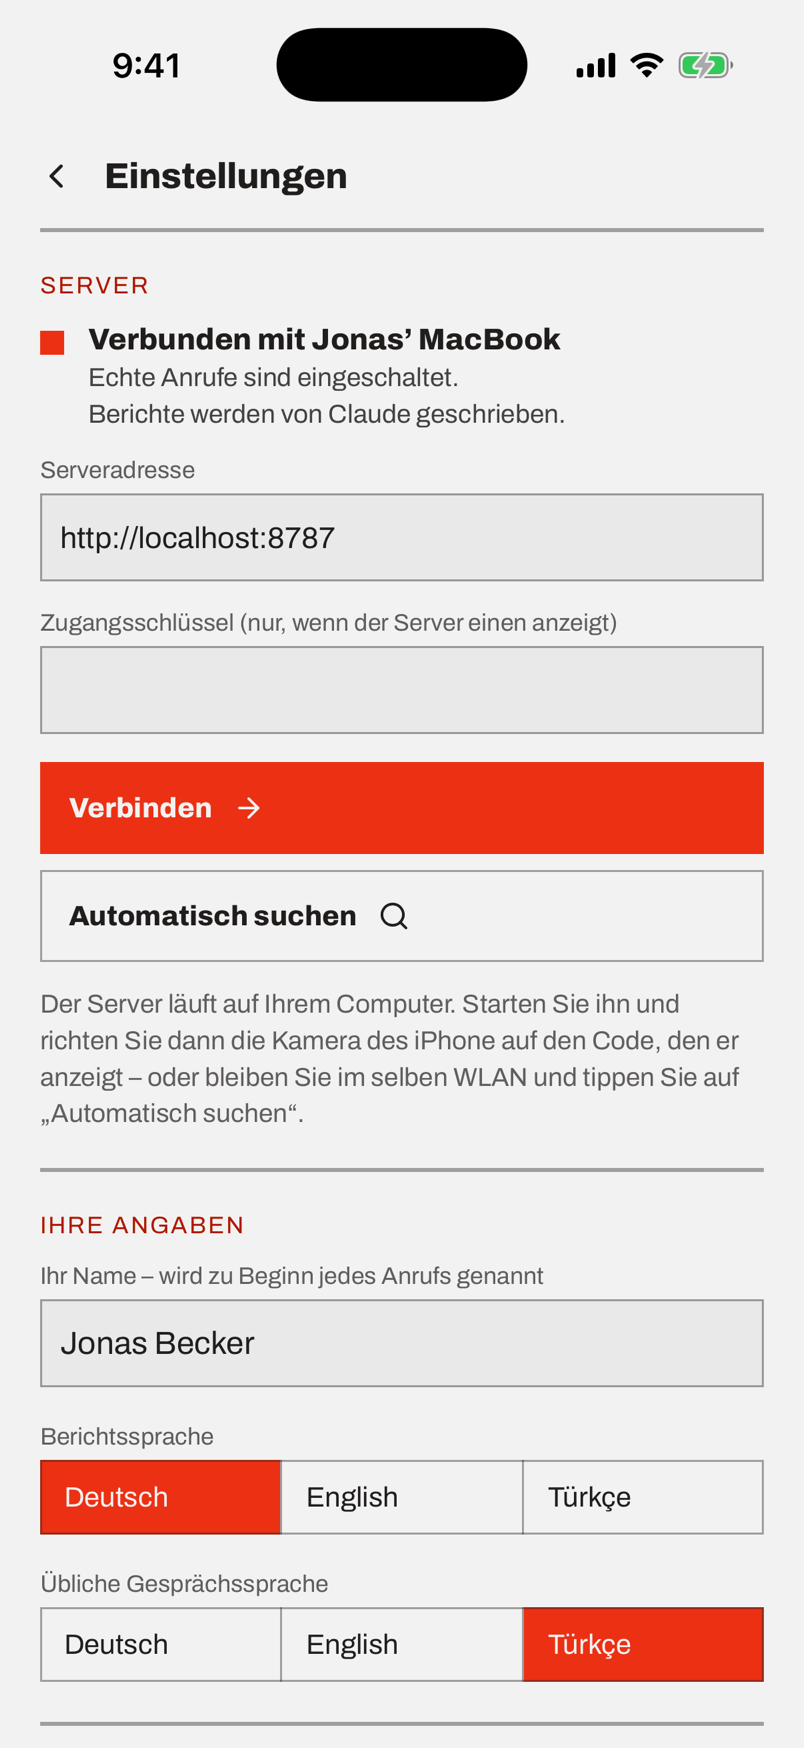 9:41
Einstellungen
SERVER
Verbunden mit Jonas’ MacBook
Echte Anrufe sind eingeschaltet.
Berichte werden von Claude geschrieben.
Serveradresse
http://localhost:8787
Zugangsschlüssel (nur, wenn der Server einen anzeigt)
Verbinden
Automatisch suchen
Der Server läuft auf Ihrem Computer. Starten Sie ihn und
richten Sie dann die Kamera des iPhone auf den Code, den er
anzeigt – oder bleiben Sie im selben WLAN und tippen Sie auf
„Automatisch suchen“.
IHRE ANGABEN
Ihr Name – wird zu Beginn jedes Anrufs genannt
Jonas Becker
Berichtssprache
Deutsch English Türkçe
Übliche Gesprächssprache
Deutsch English Türkçe